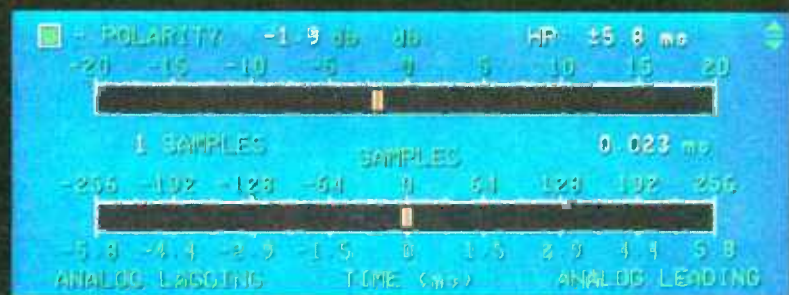 - POLARITY -1.9 db db HP ±5.8 ms
-20 -15 -10 -5 0 5 10 15 20
1 SAMPLES SAMPLES 0.023 ms
-256 -192 -128 -64 0 64 128 192 256
-5.8 -4.4 -2.9 -1.5 0 1.5 2.9 4.4 5.8
ANALOG LAGGING TIME (ms) ANALOG LEADING